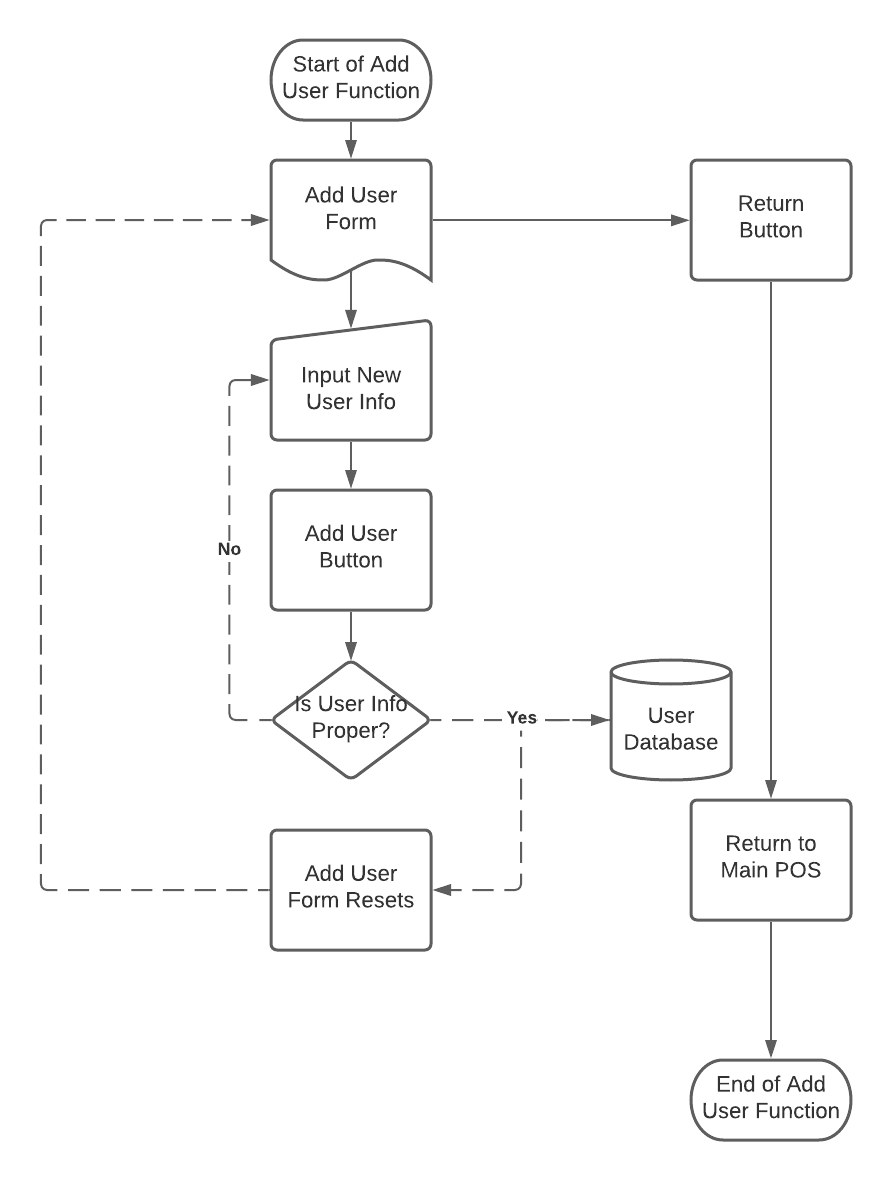 Start of Add
User Function
Add User
Form
Return
Button
Input New
User Info
Add User
Button
No
Is User Info
Proper?
Yes
User
Database
Add User
Form Resets
Return to
Main POS
End of Add
User Function